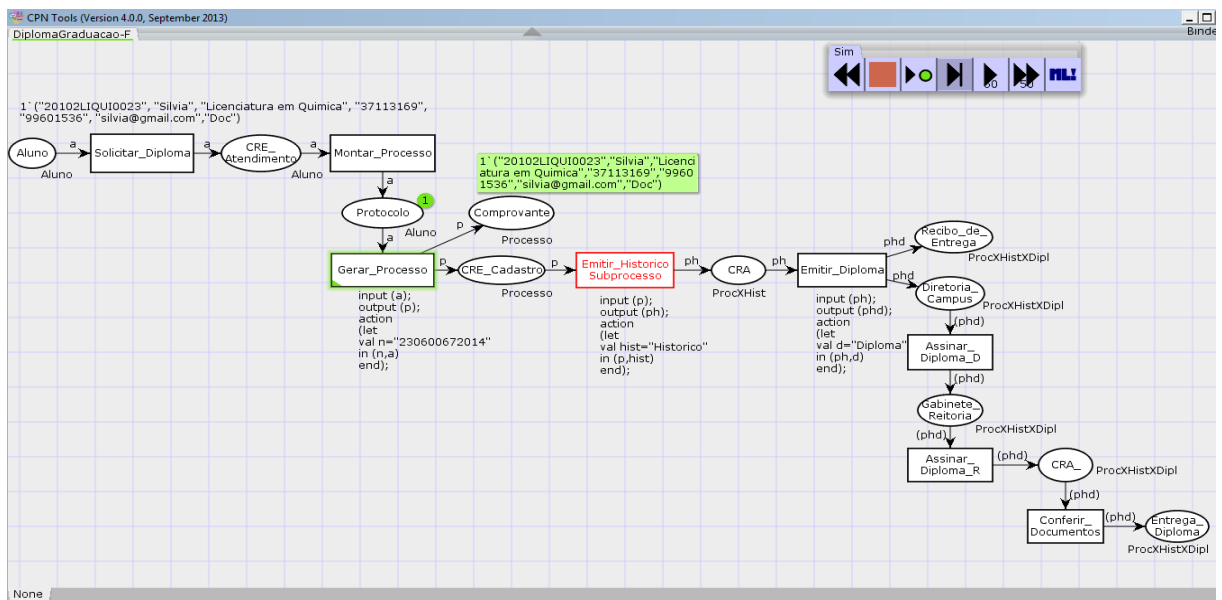 CPN Tools (Version 4.0.0, September 2013)
DiplomaGraduacao-F
Binde
Sim
50
50
ML!
1`("20102LIQUI0023", "Silvia", "Licenciatura em Quimica", "37113169",
"99601536", "silvia@gmail.com","Doc")
Aluno
a
Solicitar_Diploma
a
CRE_
Atendimento
a
Montar_Processo
Aluno
Aluno
a
1`("20102LIQUI0023","Silvia","Licenci
atura em Quimica","37113169","9960
1536","silvia@gmail.com","Doc")
Protocolo
1
Aluno
a
p
Comprovante
Processo
Gerar_Processo
p
CRE_Cadastro
p
Processo
Emitir_Historico
Subprocesso
ph
CRA
ProcXHist
ph
Emitir_Diploma
phd
Recibo_de_
Entrega
ProcXHistXDipl
phd
Diretoria_
Campus
ProcXHistXDipl
input (a);
output (p);
action
(let
val n="230600672014"
in (n,a)
end);
input (p);
output (ph);
action
(let
val hist="Historico"
in (p,hist)
end);
input (ph);
output (phd);
action
(let
val d="Diploma"
in (ph,d)
end);
(phd)
Assinar_
Diploma_D
(phd)
Gabinete_
Reitoria
ProcXHistXDipl
(phd)
Assinar_
Diploma_R
(phd)
CRA_
ProcXHistXDipl
(phd)
Conferir_
Documentos
(phd)
Entrega_
Diploma
ProcXHistXDipl
None